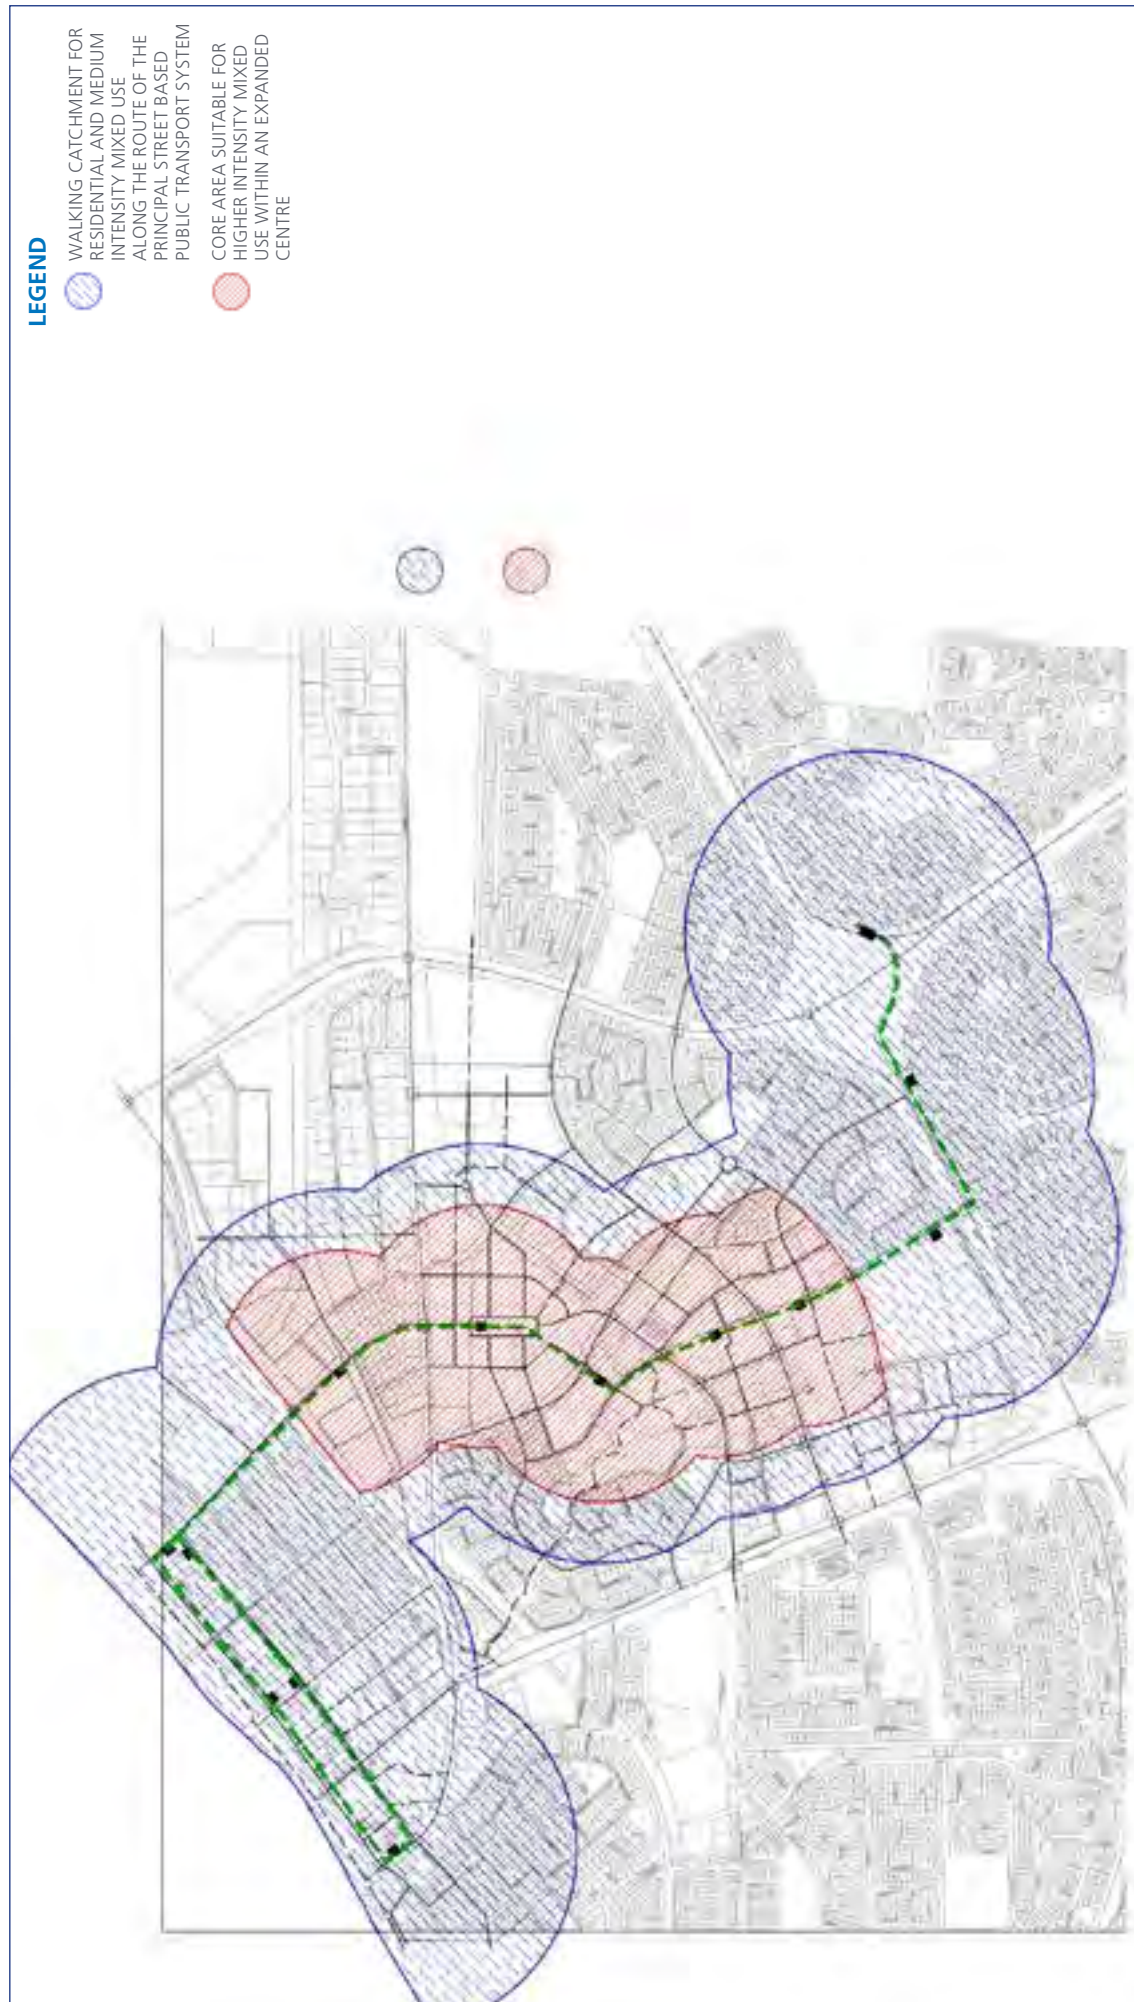 LEGEND
WALKING CATCHMENT FOR
RESIDENTIAL AND MEDIUM
INTENSITY MIXED USE
ALONG THE ROUTE OF THE
PRINCIPAL STREET BASED
PUBLIC TRANSPORT SYSTEM
CORE AREA SUITABLE FOR
HIGHER INTENSITY MIXED
USE WITHIN AN EXPANDED
CENTRE